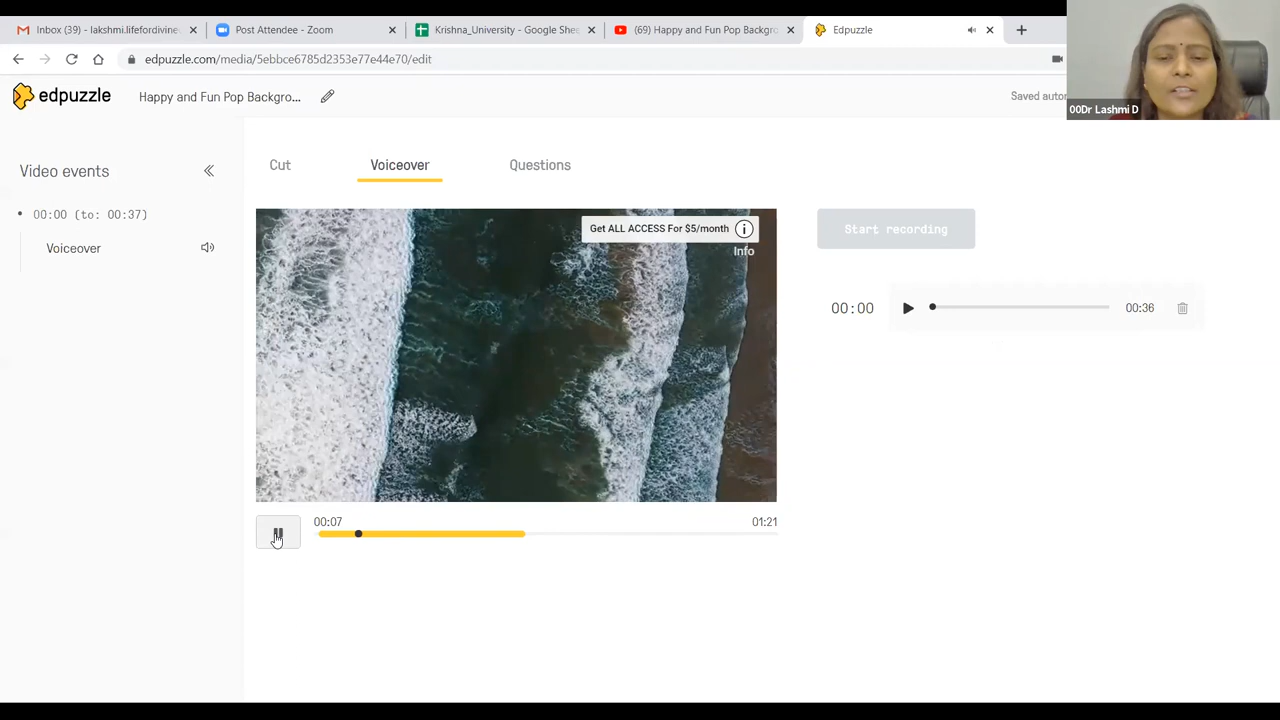 Inbox (39) - lakshmi.lifefordivine
Post Attendee - Zoom
Krishna_University - Google Shee
(69) Happy and Fun Pop Backgro
Edpuzzle
edpuzzle.com/media/5ebbce6785d2353e77e44e70/edit
00Dr Lashmi D
edpuzzle
Happy and Fun Pop Backgro...
Saved auto
Video events
00:00 (to: 00:37)
Voiceover
Cut
Voiceover
Questions
Get ALL ACCESS For $5/month
Info
Start recording
00:00
00:36
00:07
01:21